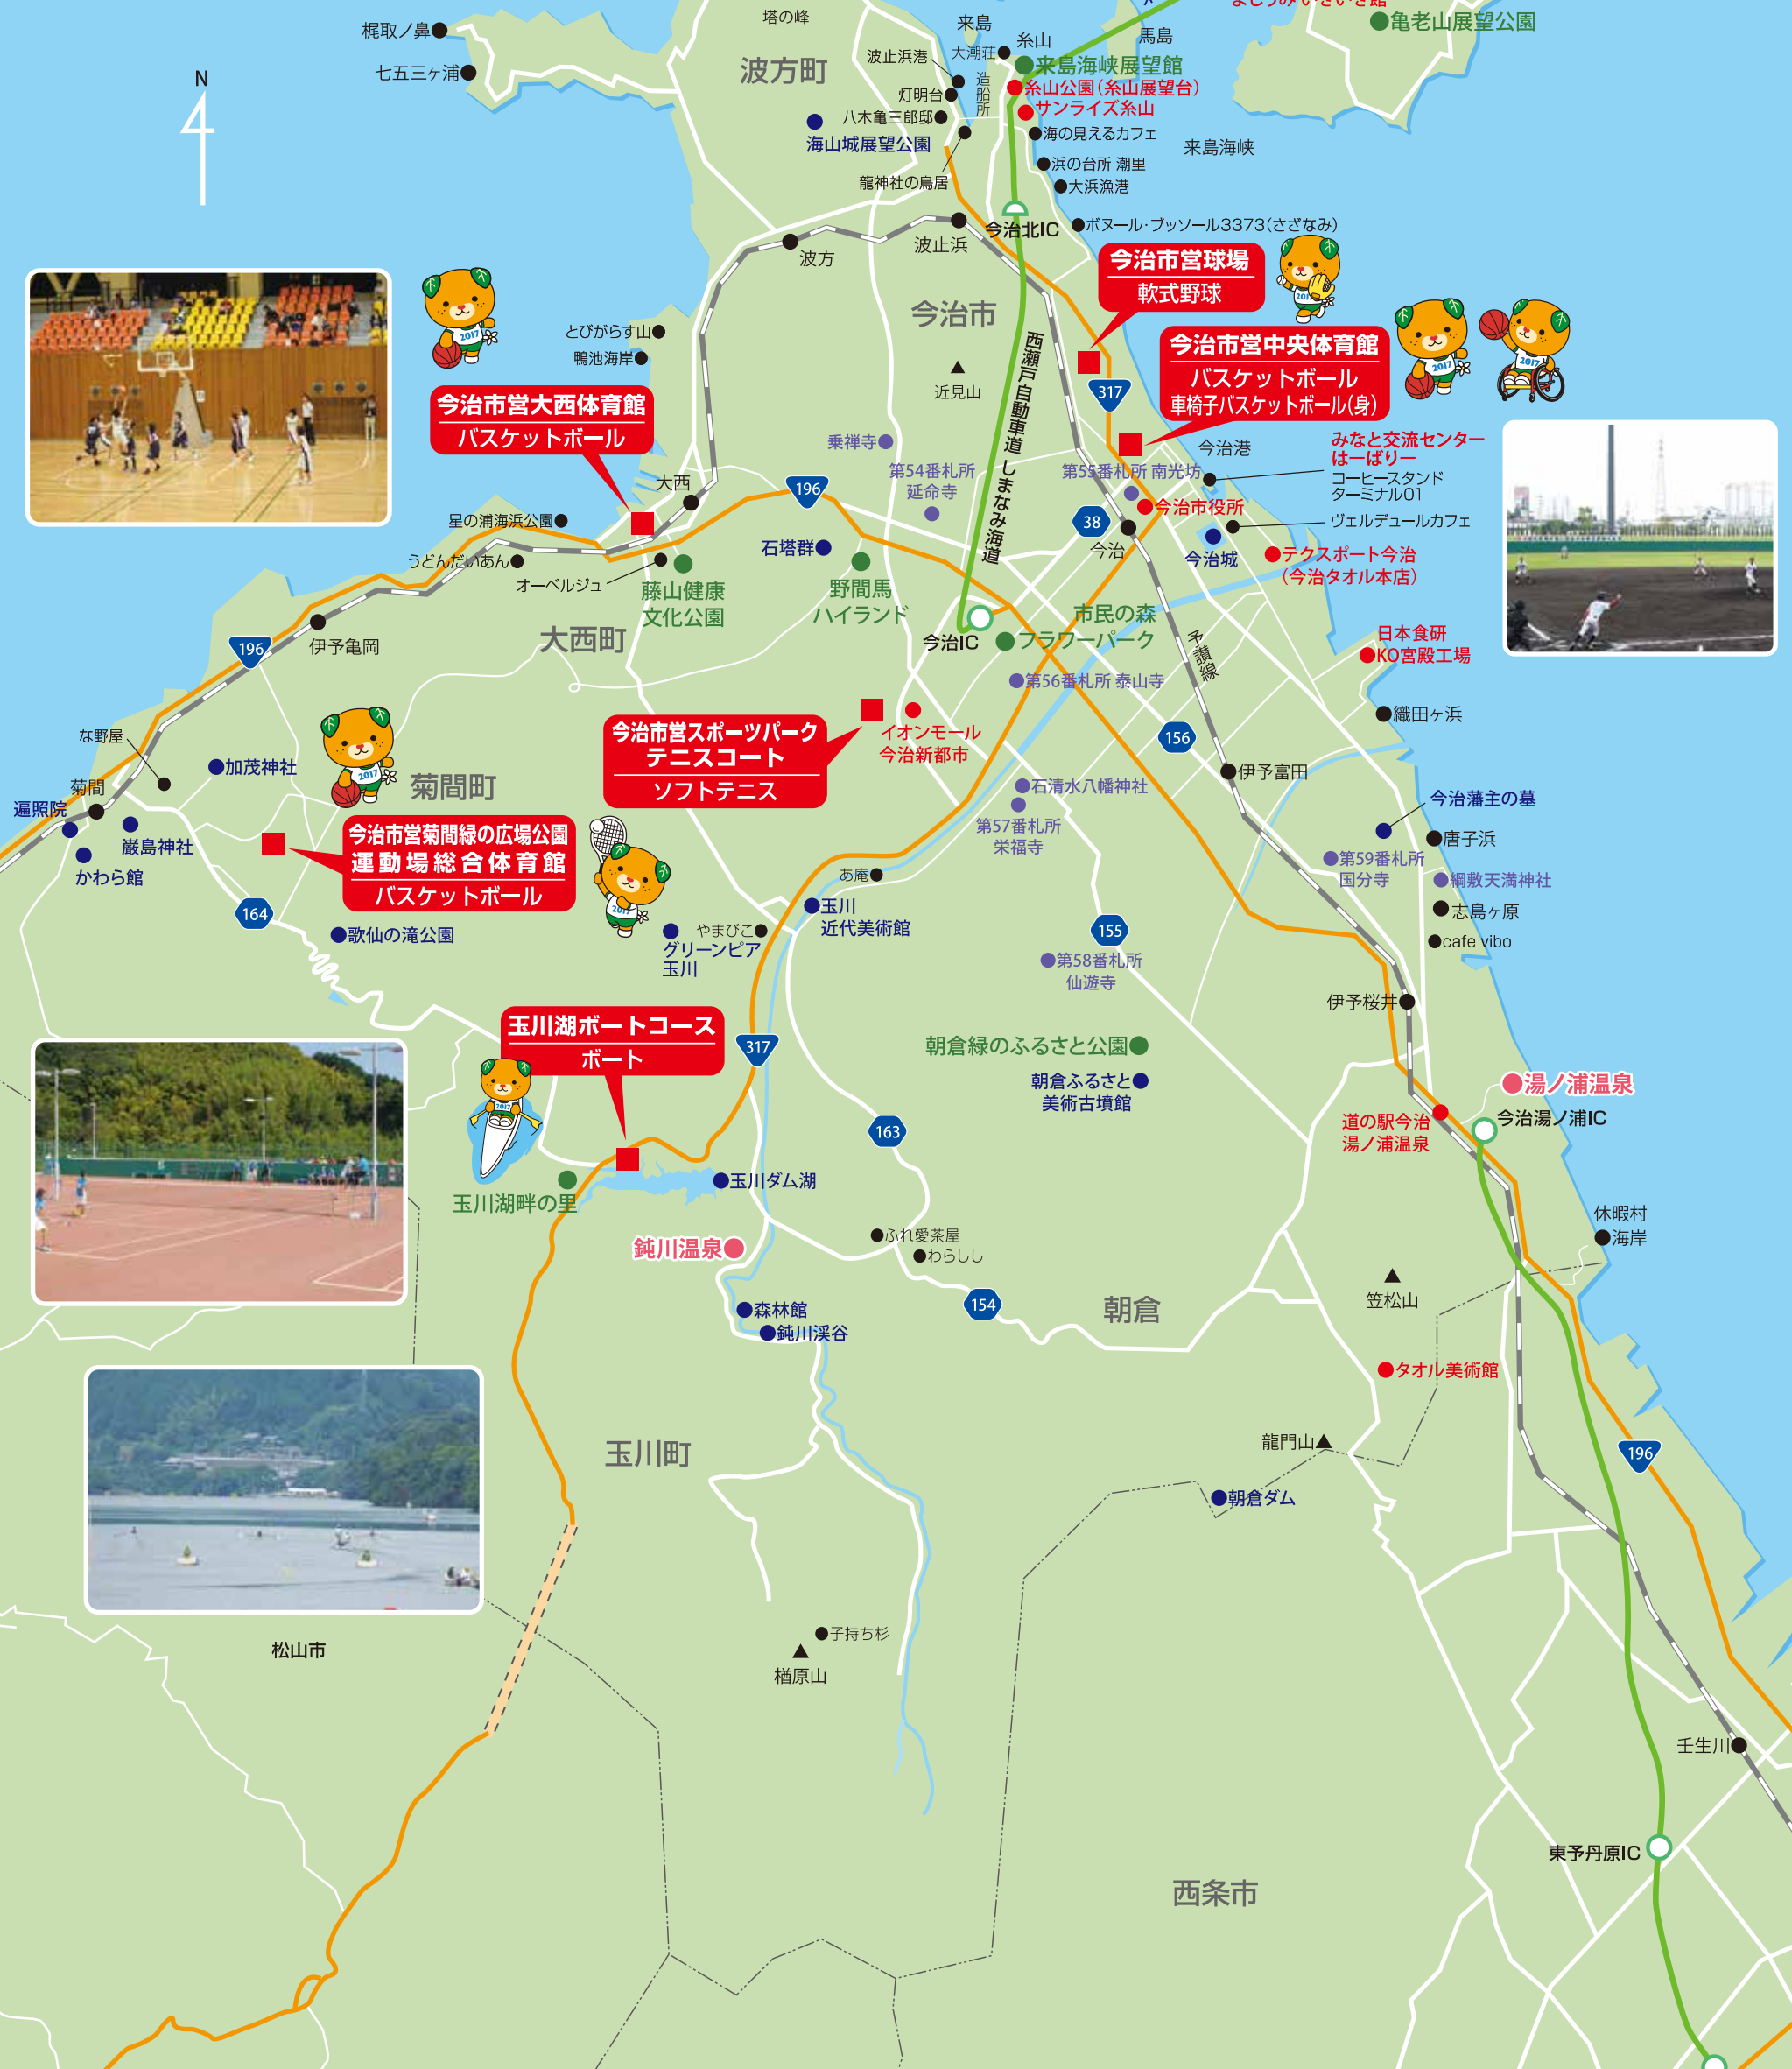 塔の峰
来島
よしうみいきいき館
亀老山展望公園
梶取ノ鼻
七五三ヶ浦
N
波方町
波止浜港
大潮荘
糸山
馬島
来島海峡展望館
造船所
灯明台
糸山公園(糸山展望台)
サンライズ糸山
八木亀三郎邸
海山城展望公園
海の見えるカフェ
来島海峡
浜の台所 潮里
龍神社の鳥居
大浜漁港
波方
波止浜
今治北IC
ボヌール・ブッソール3373(さざなみ)
今治市営球場
軟式野球
2017
今治市
とびがらす山
鴨池海岸
2017
近見山
西瀬戸自動車道 しまなみ海道
317
今治市営中央体育館
バスケットボール
車椅子バスケットボール(身)
2017
2017
今治市営大西体育館
バスケットボール
乗禅寺
第54番札所
延命寺
第55番札所 南光坊
今治港
みなと交流センター
はーばりー
コーヒースタンド
ターミナル01
大西
196
38
今治市役所
ヴェルデュールカフェ
星の浦海浜公園
石塔群
今治
今治城
テクスポート今治
(今治タオル本店)
うどんだいあん
オーベルジュ
藤山健康
文化公園
野間馬
ハイランド
市民の森
フラワーパーク
今治IC
大西町
伊予亀岡
196
予讃線
日本食研
KO宮殿工場
第56番札所 泰山寺
織田ヶ浜
な野屋
加茂神社
2017
菊間町
今治市営スポーツパーク
テニスコート
ソフトテニス
イオンモール
今治新都市
156
伊予富田
菊間
遍照院
巌島神社
かわら館
今治市営菊間緑の広場公園
運動場総合体育館
バスケットボール
石清水八幡神社
第57番札所
栄福寺
今治藩主の墓
唐子浜
第59番札所
国分寺
綱敷天満神社
志島ヶ原
cafe vibo
164
歌仙の滝公園
2017
あ庵
玉川
近代美術館
やまびこ
グリーンピア
玉川
155
第58番札所
仙遊寺
伊予桜井
玉川湖ボートコース
ボート
2017
317
朝倉緑のふるさと公園
朝倉ふるさと
美術古墳館
湯ノ浦温泉
今治湯ノ浦IC
道の駅今治
湯ノ浦温泉
163
玉川湖畔の里
玉川ダム湖
鈍川温泉
ふれ愛茶屋
わらしし
休暇村
海岸
笠松山
154
朝倉
森林館
鈍川渓谷
タオル美術館
玉川町
龍門山
196
朝倉ダム
松山市
子持ち杉
楢原山
壬生川
東予丹原IC
西条市